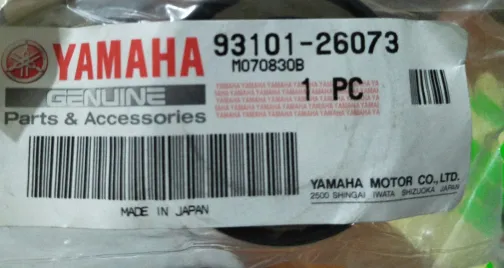 YAMAHA 93101-26073
M070830B
GENUINE 1 PC
Parts & Accessories
YAMAHA MOTOR CO., LTD.
2500 SHINGAI IWATA SHIZUOKA JAPAN
MADE IN JAPAN